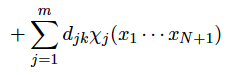 + \sum_{j=1}^{m} d_{jk} \chi_j (x_1 \cdots x_{N+1})